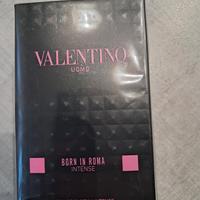 VALENTINO
UOMO
BORN IN ROMA
INTENSE